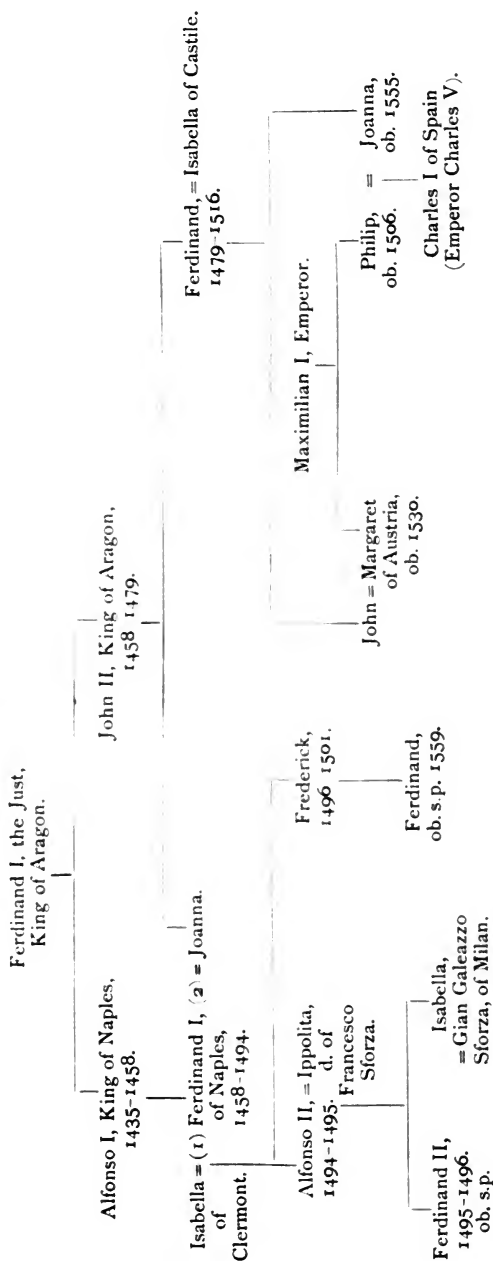 Ferdinand I, the Just,
King of Aragon.
Alfonso I, King of Naples,
1435-1458.
John II, King of Aragon,
1458 1479.
Isabella = (1) Ferdinand I, (2) = Joanna.
of
Clermont.
of Naples,
1458-1494.
Ferdinand, = Isabella of Castile.
1479-1516.
Alfonso II, = Ippolita,
1494-1495. d. of
Francesco
Sforza.
Frederick,
1496 1501.
Maximilian I, Emperor.
Ferdinand II,
1495-1496.
ob. s.p.
Isabella,
= Gian Galeazzo
Sforza, of Milan.
Ferdinand,
ob. s.p. 1559.
John = Margaret
of Austria,
ob. 1530.
Philip, = Joanna,
ob. 1506. ob. 1555.
Charles I of Spain
(Emperor Charles V).